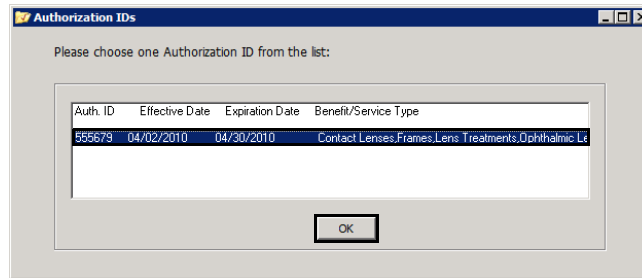 Authorization IDs
Please choose one Authorization ID from the list:
Auth. ID Effective Date Expiration Date Benefit/Service Type
555679 04/02/2010 04/30/2010 Contact Lenses,Frames,Lens Treatments,Ophthalmic Le
OK